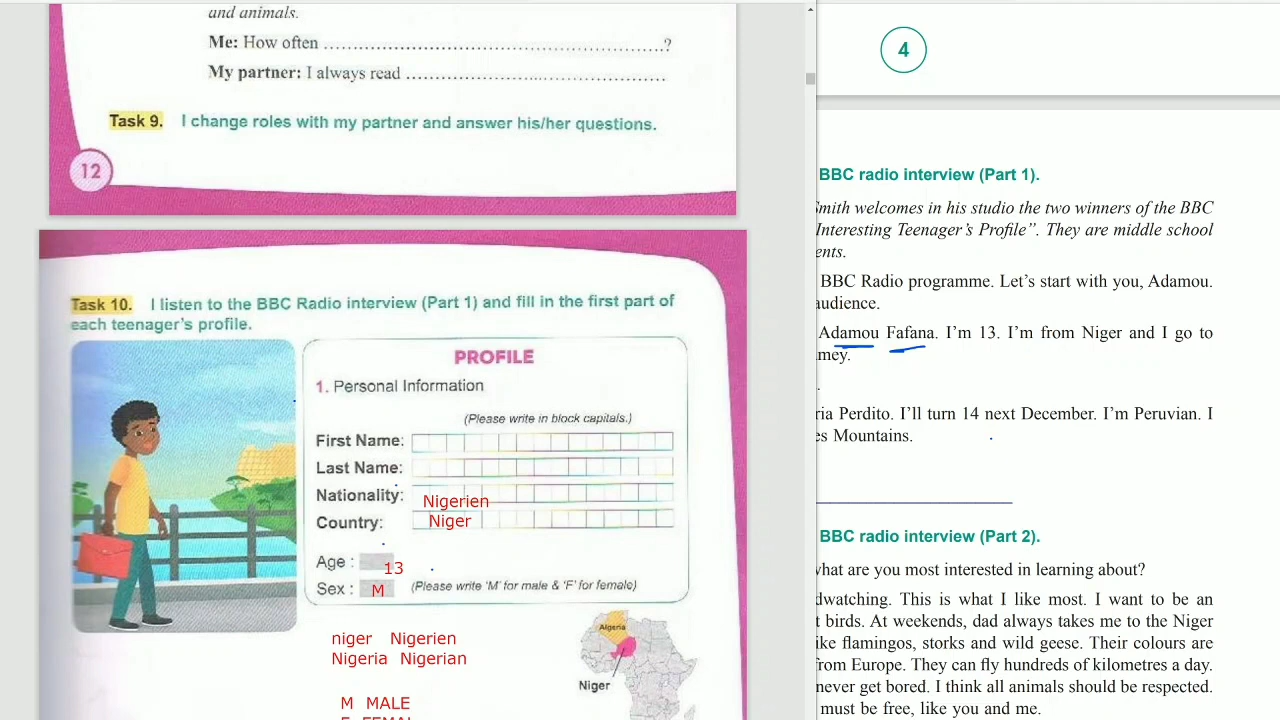 and animals.
Me: How often ........................................................................?
My partner: I always read ......................................................
Task 9. I change roles with my partner and answer his/her questions.
12
Task 10. I listen to the BBC Radio interview (Part 1) and fill in the first part of
each teenager's profile.
PROFILE
1. Personal Information
(Please write in block capitals.)
First Name:
Last Name:
Nationality: Nigerien
Country: Niger
Age : 13
Sex : M (Please write 'M' for male & 'F' for female)
niger Nigerien
Nigeria Nigerian
M MALE
Algeria
Niger
4
BBC radio interview (Part 1).
Smith welcomes in his studio the two winners of the BBC
Interesting Teenager's Profile". They are middle school
BBC Radio programme. Let's start with you, Adamou.
audience.
Adamou Fafana. I'm 13. I'm from Niger and I go to
Perdito. I'll turn 14 next December. I'm Peruvian. I
Mountains.
BBC radio interview (Part 2).
what are you most interested in learning about?
This is what I like most. I want to be an
birds. At weekends, dad always takes me to the Niger
like flamingos, storks and wild geese. Their colours are
from Europe. They can fly hundreds of kilometres a day.
never get bored. I think all animals should be respected.
must be free, like you and me.